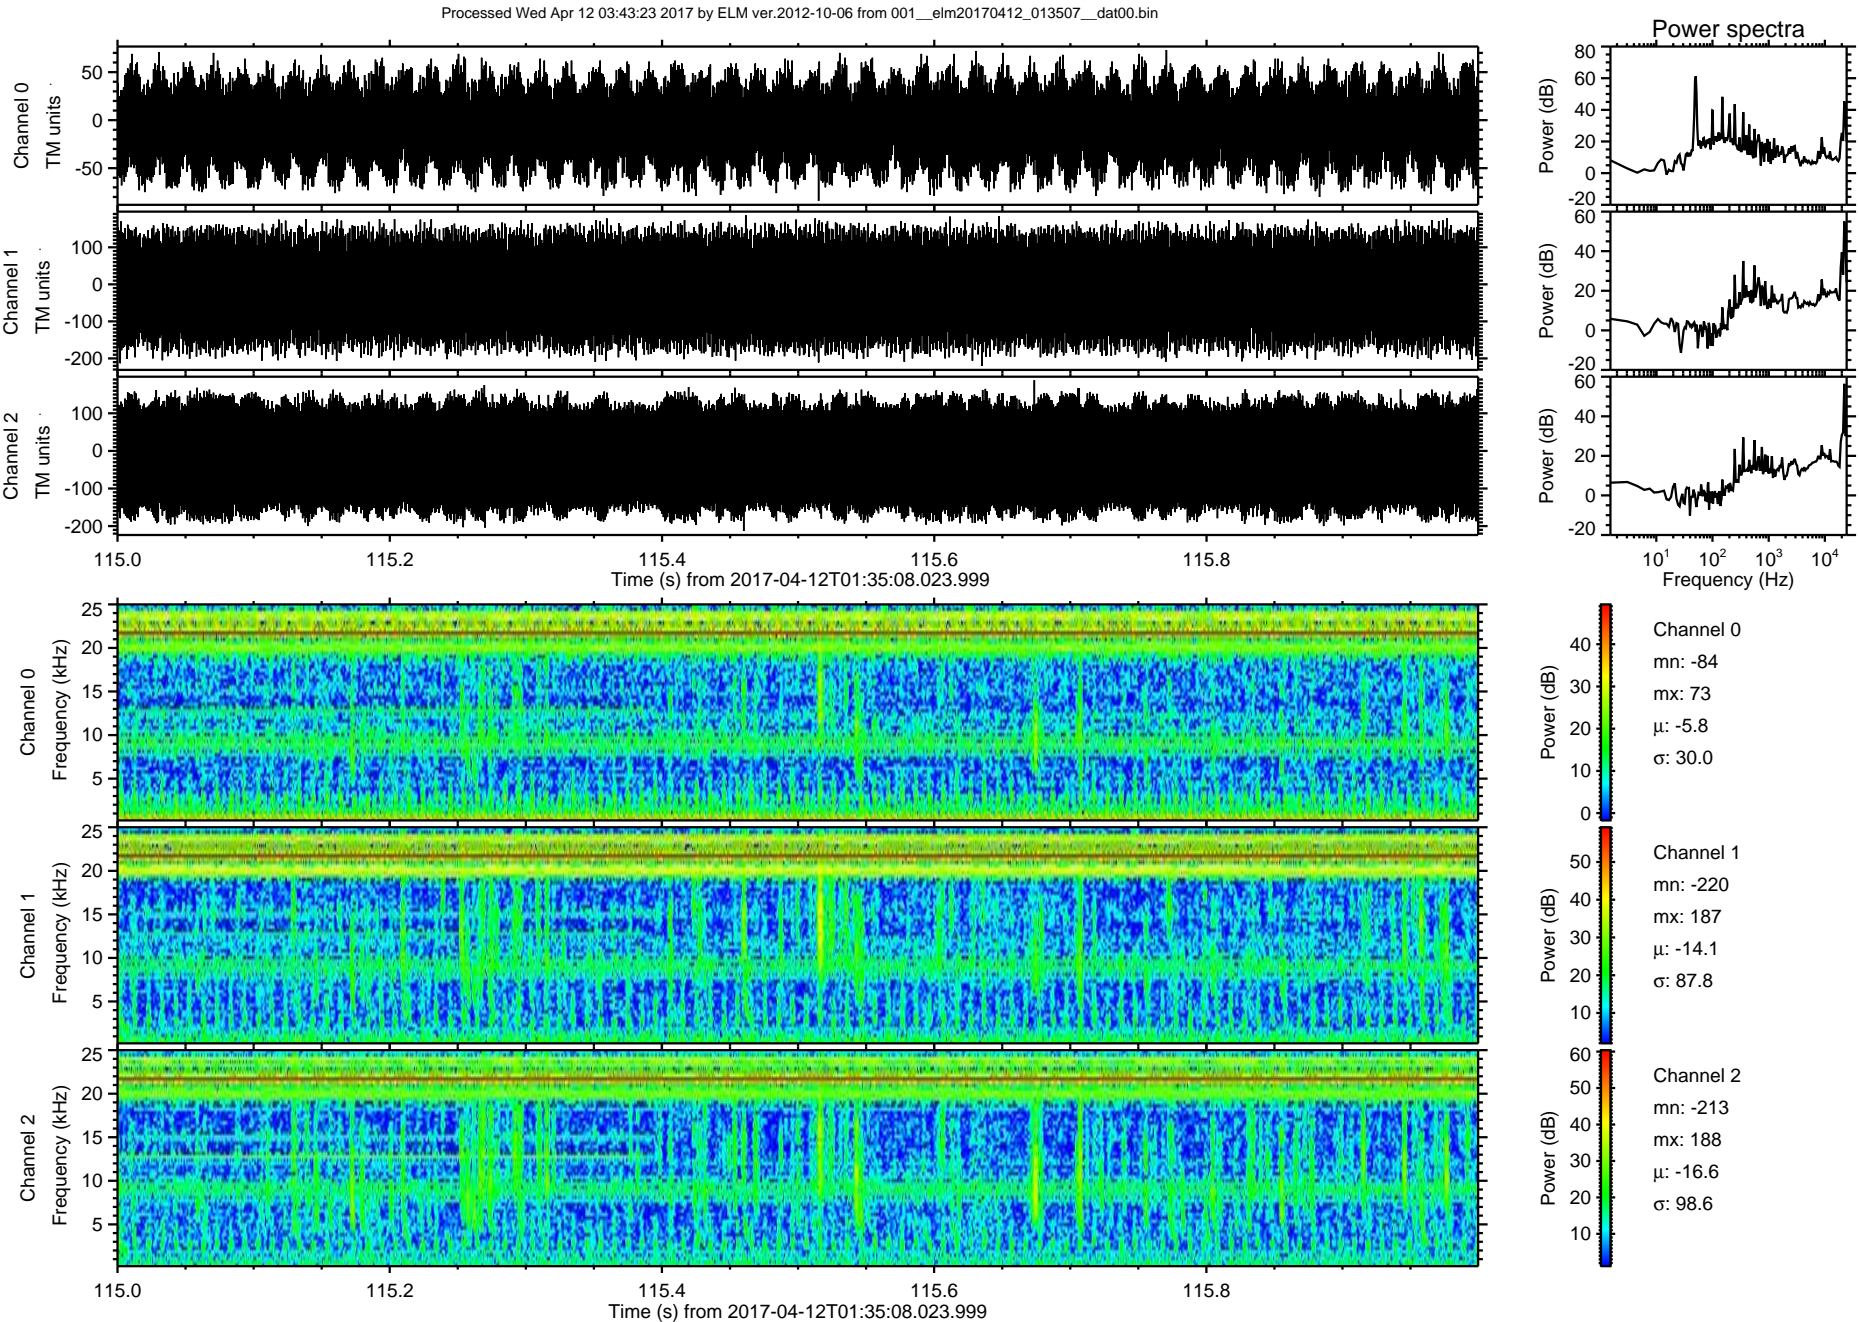 Processed Wed Apr 12 03:43:23 2017 by ELM ver.2012-10-06 from 001__elm20170412_013507__dat00.bin
Power spectra
Channel 0
TM units
50
0
-50
Power (dB)
80
60
40
20
0
-20
Channel 1
TM units
100
0
-100
-200
Power (dB)
60
40
20
0
-20
Channel 2
TM units
100
0
-100
-200
Power (dB)
60
40
20
0
-20
115.0 115.2 115.4 115.6 115.8
Time (s) from 2017-04-12T01:35:08.023.999
10¹ 10² 10³ 10⁴
Frequency (Hz)
Channel 0
Frequency (kHz)
25
20
15
10
5
Power (dB)
40
30
20
10
0
Channel 0
mn: -84
mx: 73
μ: -5.8
σ: 30.0
Channel 1
Frequency (kHz)
25
20
15
10
5
Power (dB)
50
40
30
20
10
Channel 1
mn: -220
mx: 187
μ: -14.1
σ: 87.8
Channel 2
Frequency (kHz)
25
20
15
10
5
Power (dB)
60
50
40
30
20
10
Channel 2
mn: -213
mx: 188
μ: -16.6
σ: 98.6
115.0 115.2 115.4 115.6 115.8
Time (s) from 2017-04-12T01:35:08.023.999